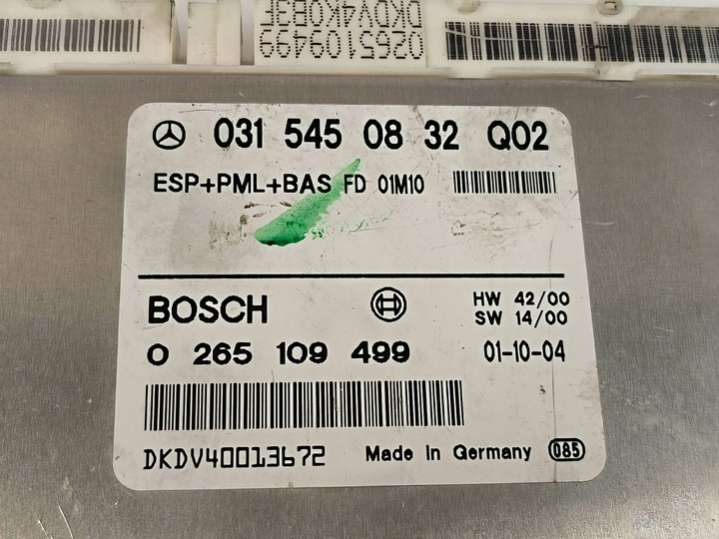 DKDV4K0B3F
0265109499
031 545 08 32 Q02
ESP+PML+BAS FD 01M10
BOSCH
HW 42/00
SW 14/00
0 265 109 499
01-10-04
DKDV40013672
Made in Germany
085